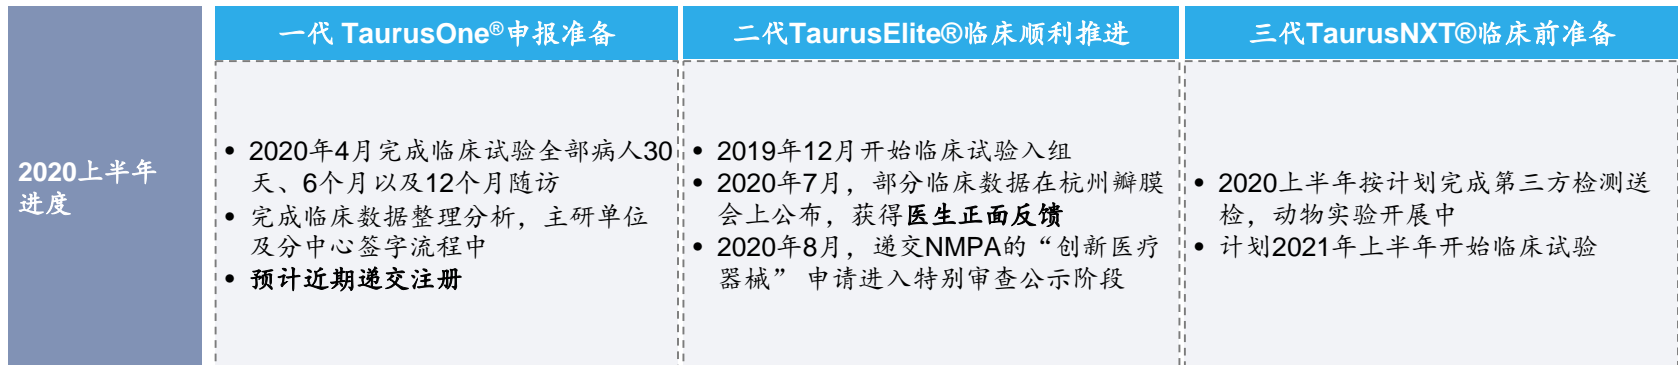 一代 TaurusOne®申报准备
二代TaurusElite®临床顺利推进
三代TaurusNXT®临床前准备
2020上半年
进度
• 2020年4月完成临床试验全部病人30
天、6个月以及12个月随访
• 完成临床数据整理分析，主研单位
及分中心签字流程中
• 预计近期递交注册
• 2019年12月开始临床试验入组
• 2020年7月，部分临床数据在杭州瓣膜
会上公布，获得医生正面反馈
• 2020年8月，递交NMPA的“创新医疗
器械” 申请进入特别审查公示阶段
• 2020上半年按计划完成第三方检测送
检，动物实验开展中
• 计划2021年上半年开始临床试验